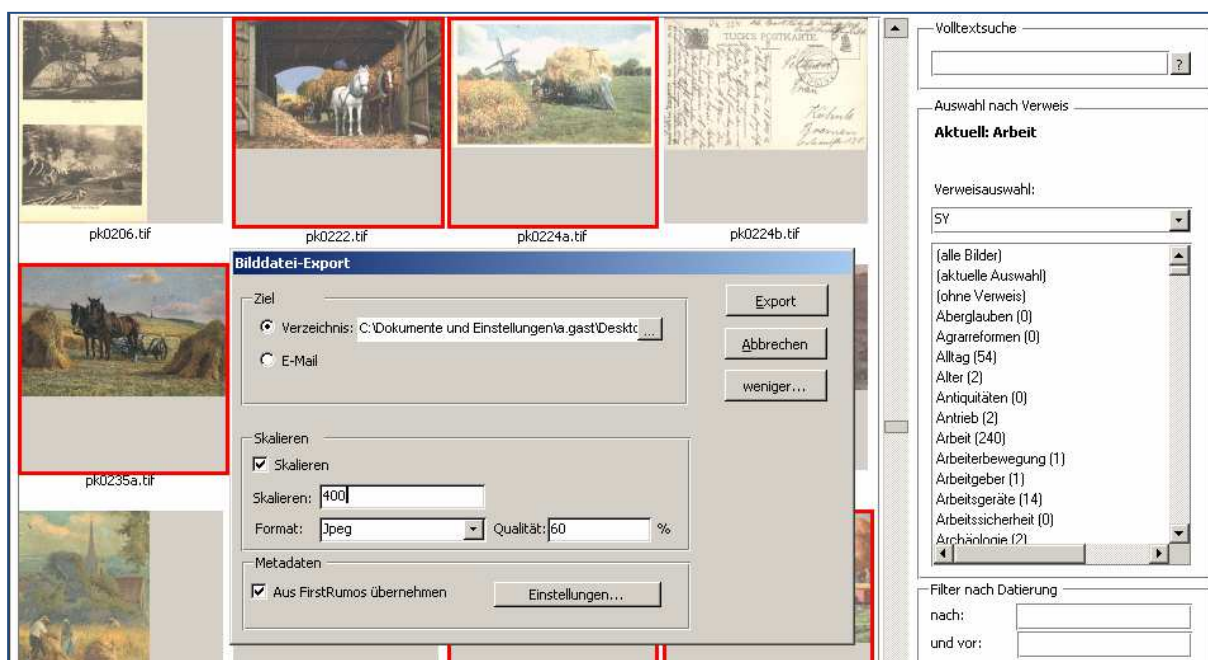 TUCK'S POSTKARTE.
pk0206.tif
pk0222.tif
pk0224a.tif
pk0224b.tif
pk0235a.tif
Bilddatei-Export
Ziel
Verzeichnis: C:\Dokumente und Einstellungen\a.gast\Deskto
...
E-Mail
Export
Abbrechen
weniger...
Skalieren
Skalieren
Skalieren: 400
Format: Jpeg Qualität: 60 %
Metadaten
Aus FirstRumos übernehmen
Einstellungen...
Volltextsuche
?
Auswahl nach Verweis
Aktuell: Arbeit
Verweisauswahl:
SY
(alle Bilder)
(aktuelle Auswahl)
(ohne Verweis)
Aberglauben (0)
Agrarreformen (0)
Alltag (54)
Alter (2)
Antiquitäten (0)
Antrieb (2)
Arbeit (240)
Arbeiterbewegung (1)
Arbeitgeber (1)
Arbeitsgeräte (14)
Arbeitssicherheit (0)
Archäologie (2)
Filter nach Datierung
nach:
und vor: